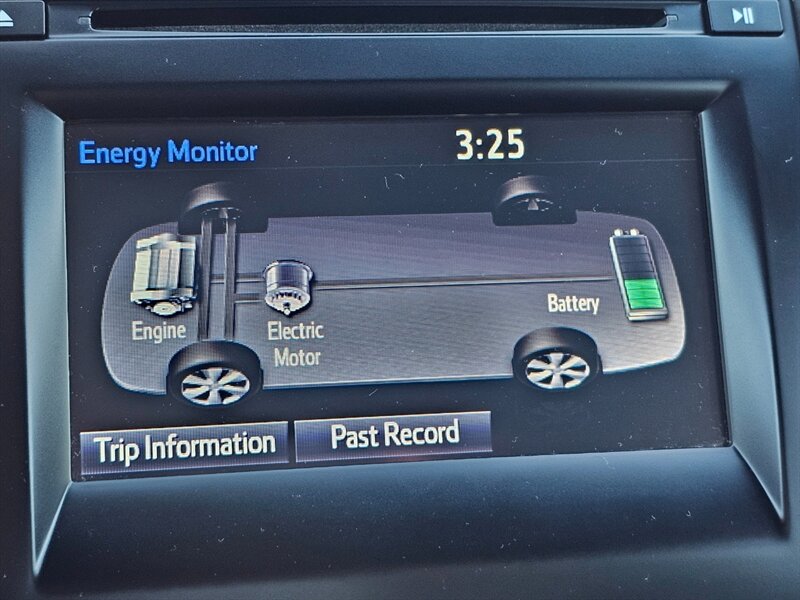 Energy Monitor
3:25
Engine
Electric
Motor
Battery
Trip Information
Past Record